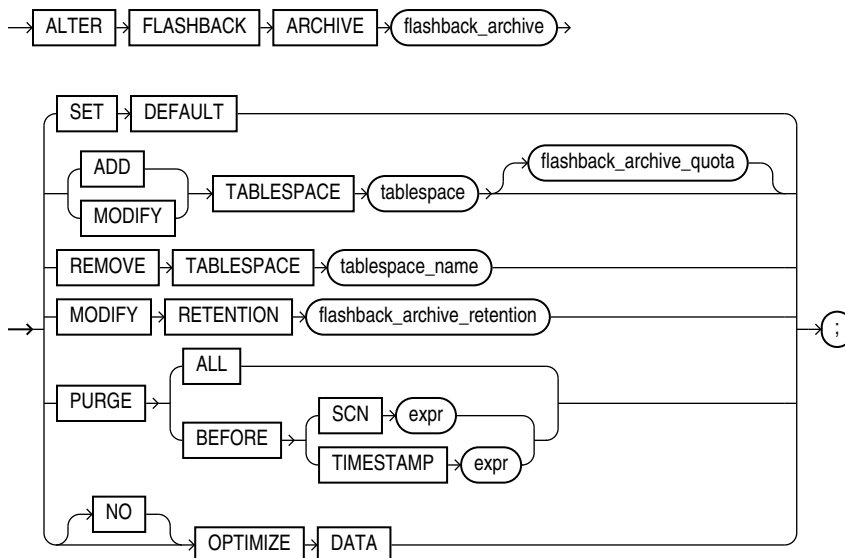 ALTER FLASHBACK ARCHIVE flashback_archive
SET DEFAULT
flashback_archive_quota
ADD
TABLESPACE tablespace
MODIFY
REMOVE TABLESPACE tablespace_name
MODIFY RETENTION flashback_archive_retention
;
ALL
PURGE
SCN expr
BEFORE
TIMESTAMP expr
NO
OPTIMIZE DATA